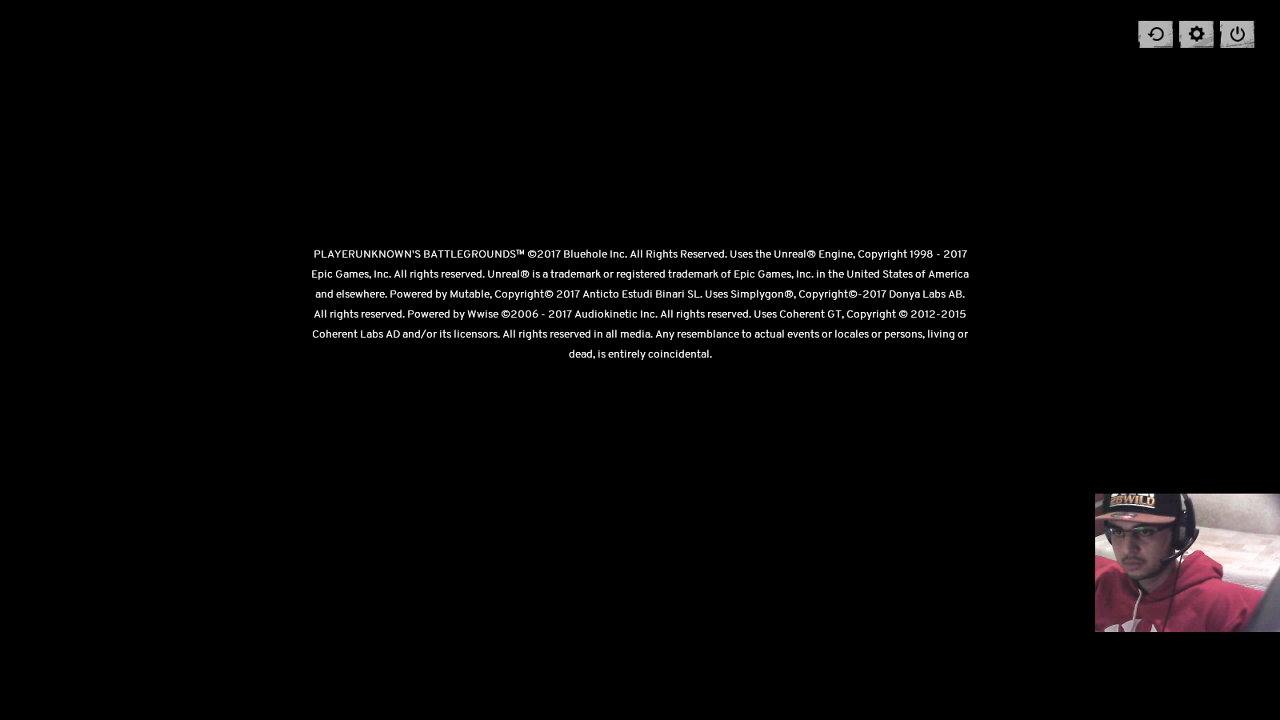 PLAYERUNKNOWN'S BATTLEGROUNDS™ ©2017 Bluehole Inc. All Rights Reserved. Uses the Unreal® Engine, Copyright 1998 - 2017
Epic Games, Inc. All rights reserved. Unreal® is a trademark or registered trademark of Epic Games, Inc. in the United States of America
and elsewhere. Powered by Mutable, Copyright© 2017 Anticto Estudi Binari SL. Uses Simplygon®, Copyright©-2017 Donya Labs AB.
All rights reserved. Powered by Wwise ©2006 - 2017 Audiokinetic Inc. All rights reserved. Uses Coherent GT, Copyright © 2012-2015
Coherent Labs AD and/or its licensors. All rights reserved in all media. Any resemblance to actual events or locales or persons, living or
dead, is entirely coincidental.